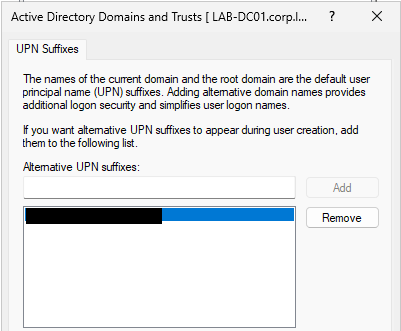 Active Directory Domains and Trusts [ LAB-DC01.corp.l...
?
UPN Suffixes
The names of the current domain and the root domain are the default user
principal name (UPN) suffixes. Adding alternative domain names provides
additional logon security and simplifies user logon names.
If you want alternative UPN suffixes to appear during user creation, add
them to the following list.
Alternative UPN suffixes:
Add
Remove